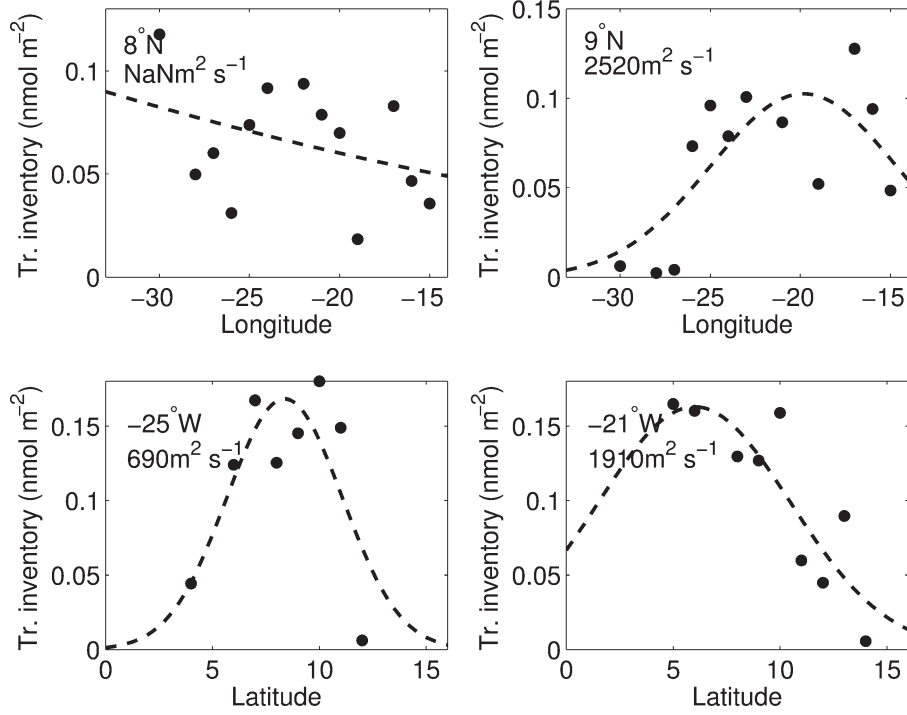 Tr. inventory (nmol m⁻²)
0.1
0.05
0
8°N
NaNm² s⁻¹
−30 −25 −20 −15
Longitude
Tr. inventory (nmol m⁻²)
0.15
0.1
0.05
0
9°N
2520m² s⁻¹
−30 −25 −20 −15
Longitude
Tr. inventory (nmol m⁻²)
0.15
0.1
0.05
0
−25°W
690m² s⁻¹
0 5 10 15
Latitude
Tr. inventory (nmol m⁻²)
0.15
0.1
0.05
0
−21°W
1910m² s⁻¹
0 5 10 15
Latitude